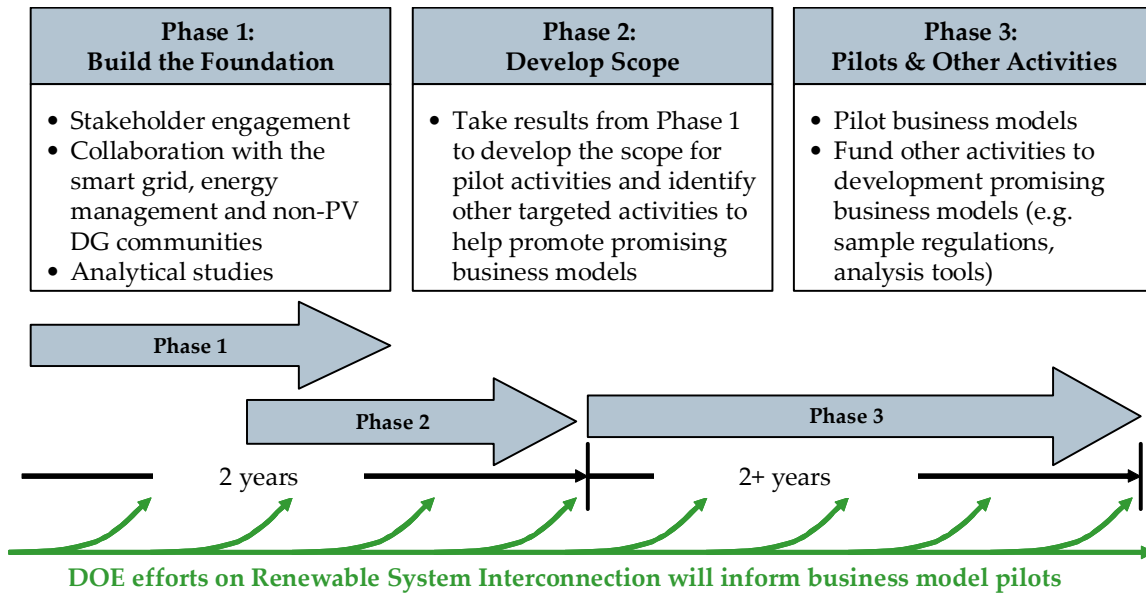 Phase 1:
Build the Foundation
• Stakeholder engagement
• Collaboration with the
smart grid, energy
management and non-PV
DG communities
• Analytical studies
Phase 2:
Develop Scope
• Take results from Phase 1
to develop the scope for
pilot activities and identify
other targeted activities to
help promote promising
business models
Phase 3:
Pilots & Other Activities
• Pilot business models
• Fund other activities to
development promising
business models (e.g.
sample regulations,
analysis tools)
Phase 1
Phase 2
Phase 3
2 years
2+ years
DOE efforts on Renewable System Interconnection will inform business model pilots